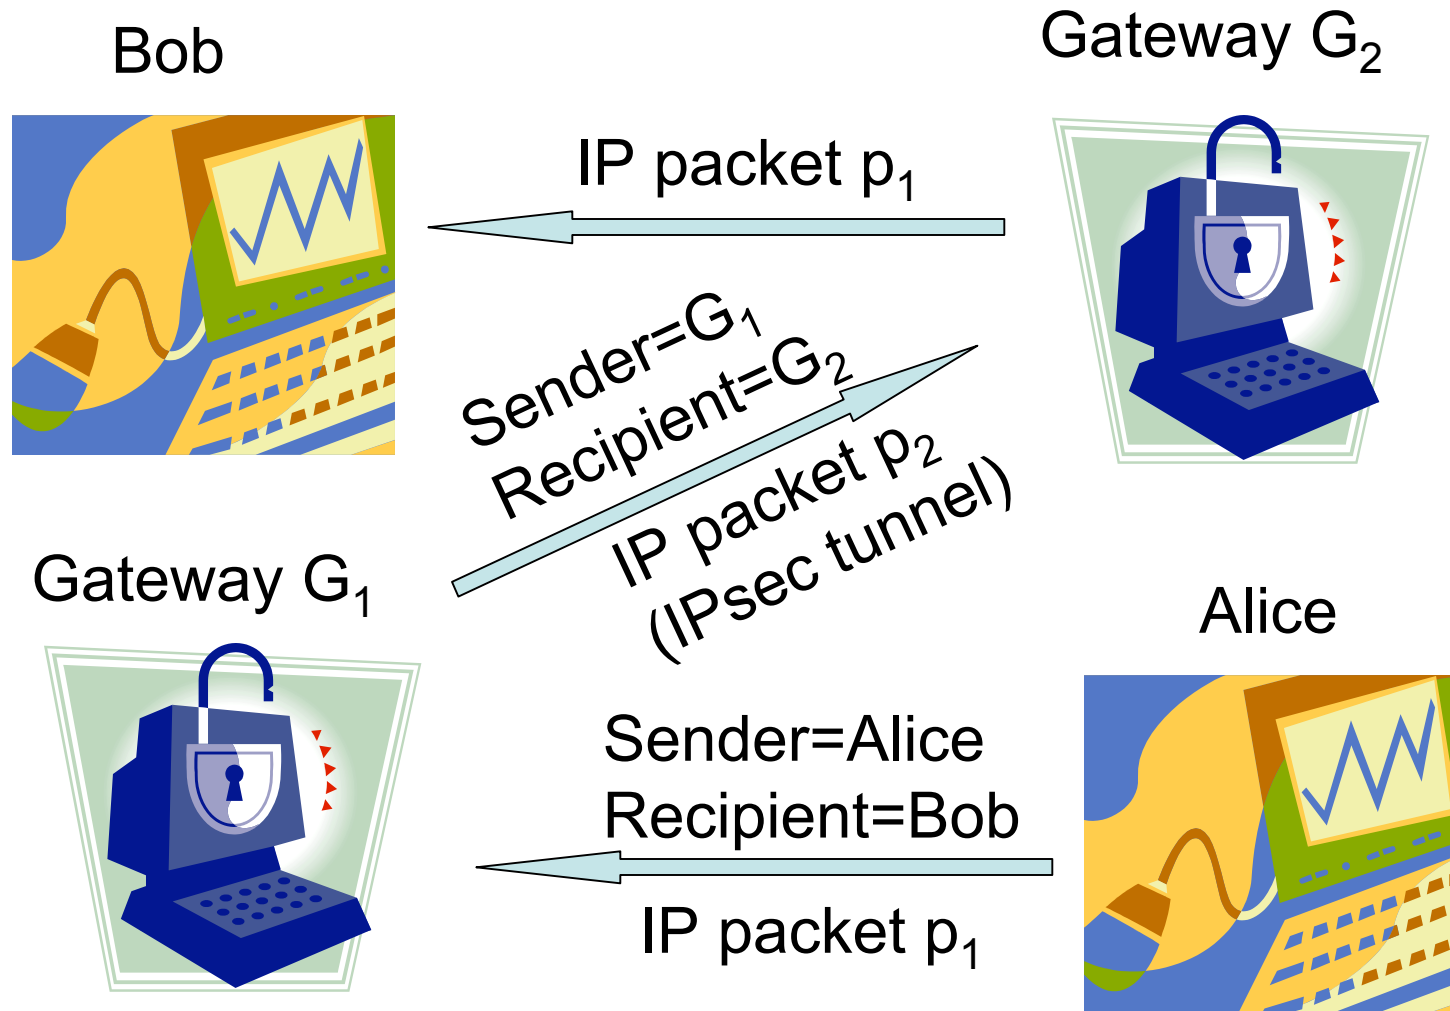 Bob
Gateway G₂
IP packet p₁
Sender=G₁
Recipient=G₂
IP packet p₂
(IPsec tunnel)
Gateway G₁
Alice
Sender=Alice
Recipient=Bob
IP packet p₁